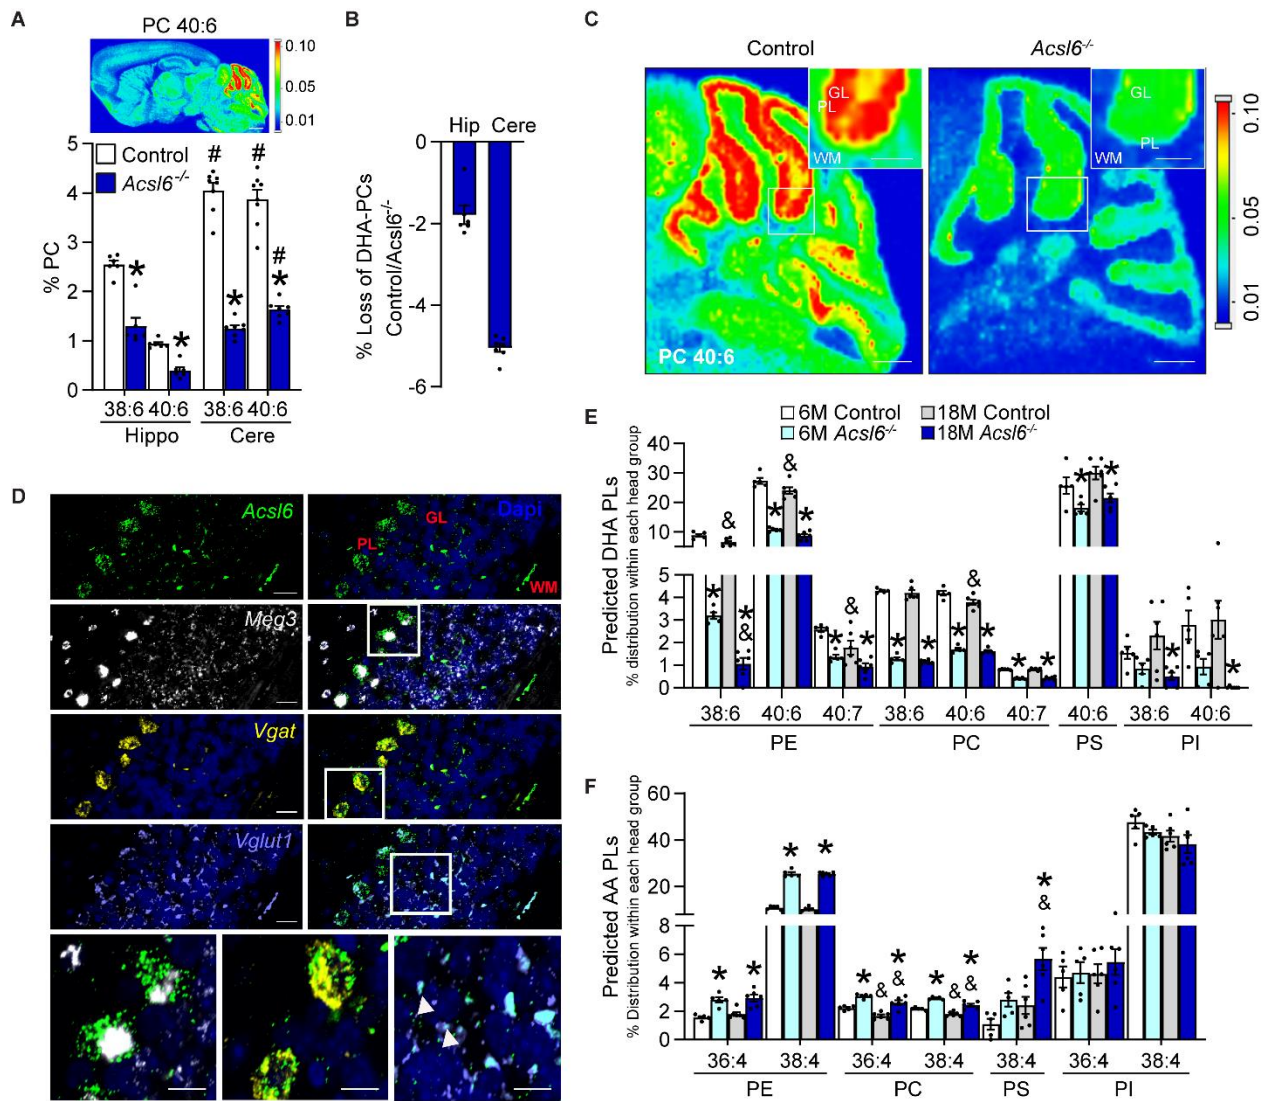 A
PC 40:6
0.10
0.05
0.01
% PC
5
4
3
2
1
0
Control
Acsl6-/-
*
*
#
*
#
#
*
38:6 40:6 38:6 40:6
Hippo Cere
B
Hip Cere
% Loss of DHA-PCs
Control/Acsl6-/-
0
-2
-4
-6
C
Control Acsl6-/-
GL
PL
WM
GL
PL
WM
PC 40:6
0.10
0.05
0.01
D
Acsl6
Dapi
GL
PL
WM
Meg3
Vgat
Vglut1
E
6M Control 18M Control
6M Acsl6-/- 18M Acsl6-/-
Predicted DHA PLs
% distribution within each head group
40
30
20
10
5
4
3
2
1
0
& & * * * * 
* * & & * * & * * * * * * *
38:6 40:6 40:7 38:6 40:6 40:7 40:6 38:6 40:6
PE PC PS PI
F
Predicted AA PLs
% Distribution within each head group
60
40
20
8
6
4
2
0
* *
* * * & * & * & * & * &
36:4 38:4 36:4 38:4 38:4 36:4 38:4
PE PC PS PI